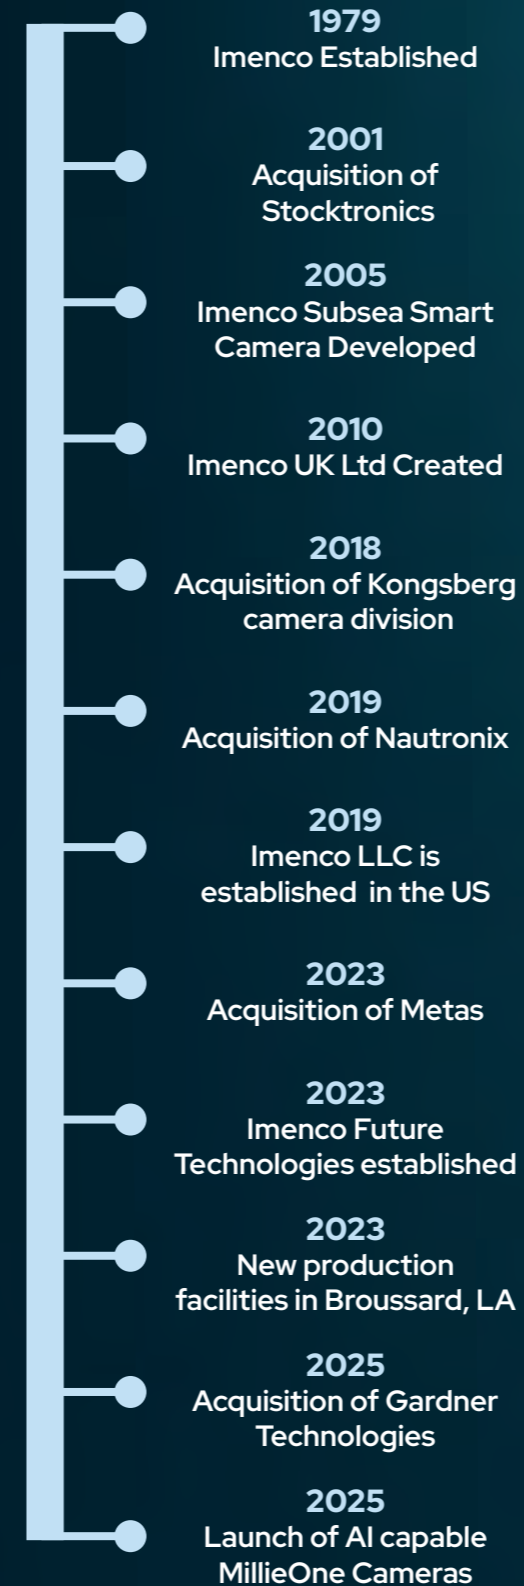 1979
Imenco Established
2001
Acquisition of
Stocktronics
2005
Imenco Subsea Smart
Camera Developed
2010
Imenco UK Ltd Created
2018
Acquisition of Kongsberg
camera division
2019
Acquisition of Nautronix
2019
Imenco LLC is
established  in the US
2023
Acquisition of Metas
2023
Imenco Future
Technologies established
2023
New production
facilities in Broussard, LA
2025
Acquisition of Gardner
Technologies
2025
Launch of AI capable
MillieOne Cameras